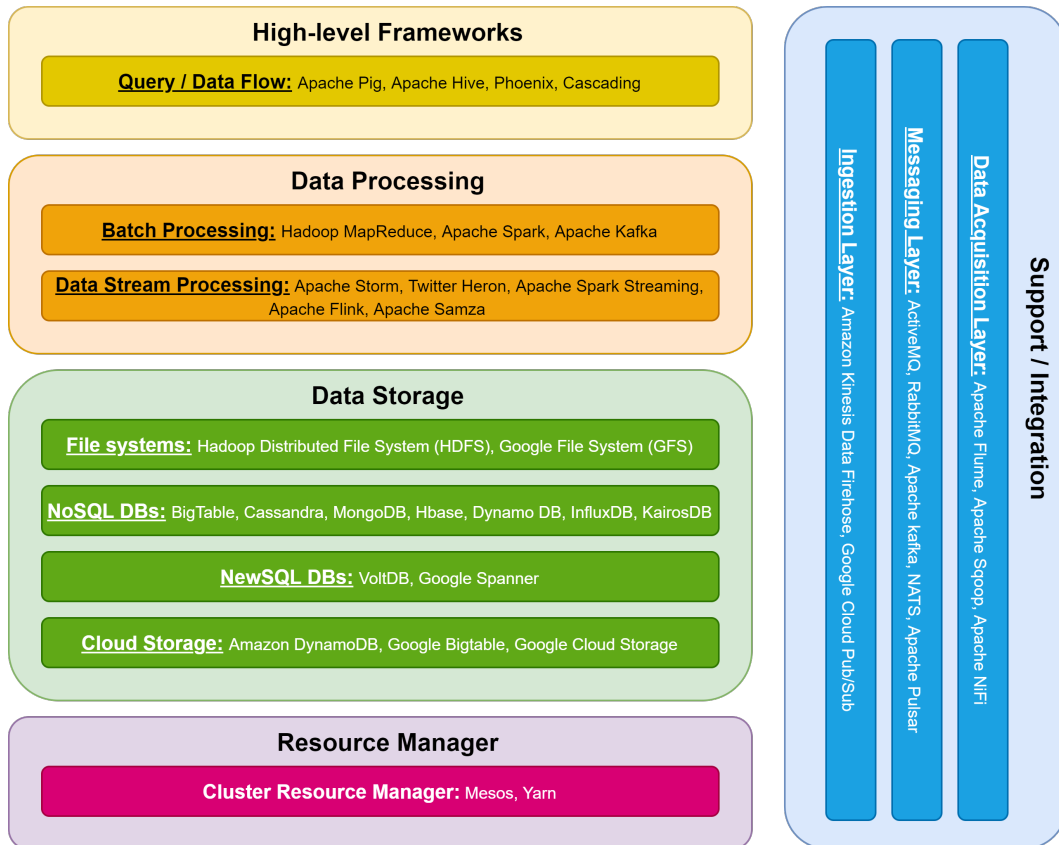 High-level Frameworks
Query / Data Flow: Apache Pig, Apache Hive, Phoenix, Cascading
Data Processing
Batch Processing: Hadoop MapReduce, Apache Spark, Apache Kafka
Data Stream Processing: Apache Storm, Twitter Heron, Apache Spark Streaming,
Apache Flink, Apache Samza
Data Storage
File systems: Hadoop Distributed File System (HDFS), Google File System (GFS)
NoSQL DBs: BigTable, Cassandra, MongoDB, Hbase, Dynamo DB, InfluxDB, KairosDB
NewSQL DBs: VoltDB, Google Spanner
Cloud Storage: Amazon DynamoDB, Google Bigtable, Google Cloud Storage
Resource Manager
Cluster Resource Manager: Mesos, Yarn
Support / Integration
Data Acquisition Layer: Apache Flume, Apache Sqoop, Apache NiFi
Messaging Layer: ActiveMQ, RabbitMQ, Apache kafka, NATS, Apache Pulsar
Ingestion Layer: Amazon Kinesis Data Firehose, Google Cloud Pub/Sub